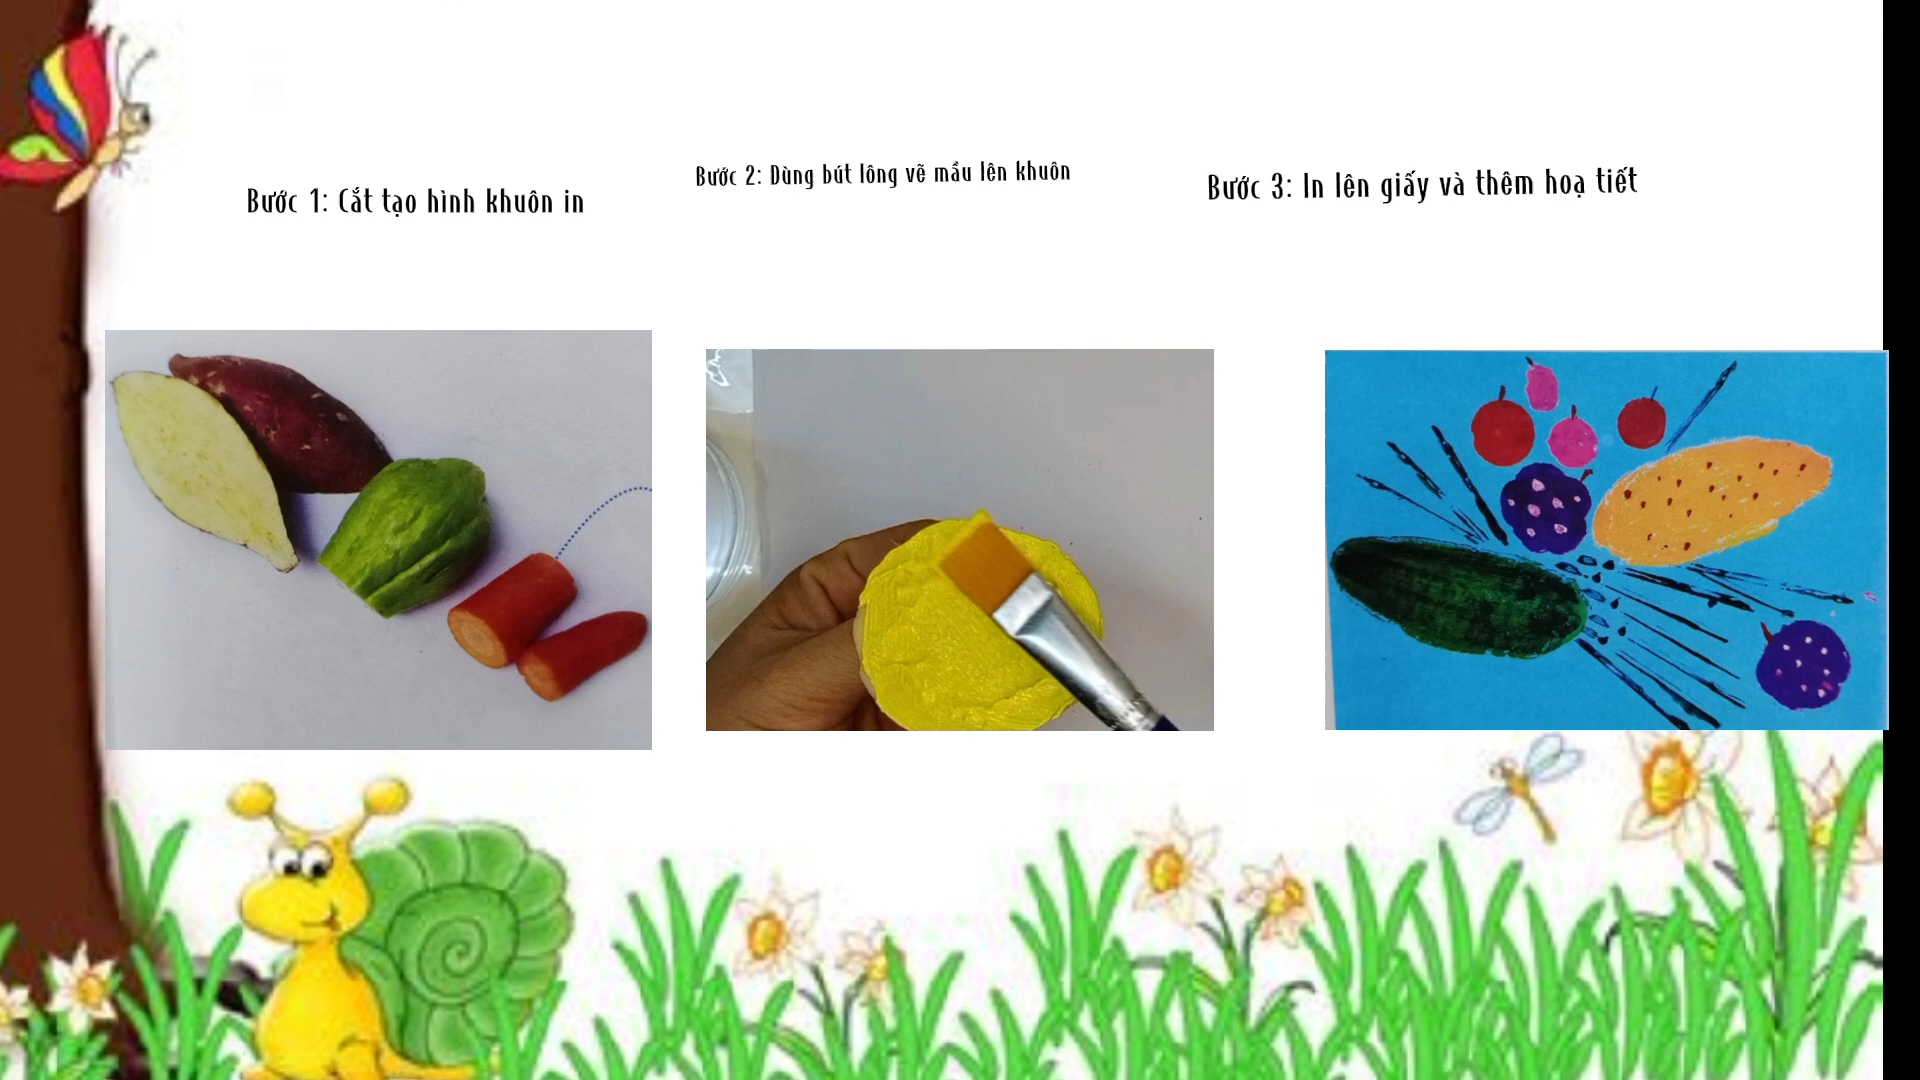 Bước 1: Cắt tạo hình khuôn in
Bước 2: Dùng bút lông vẽ mầu lên khuôn
Bước 3: In lên giấy và thêm hoạ tiết